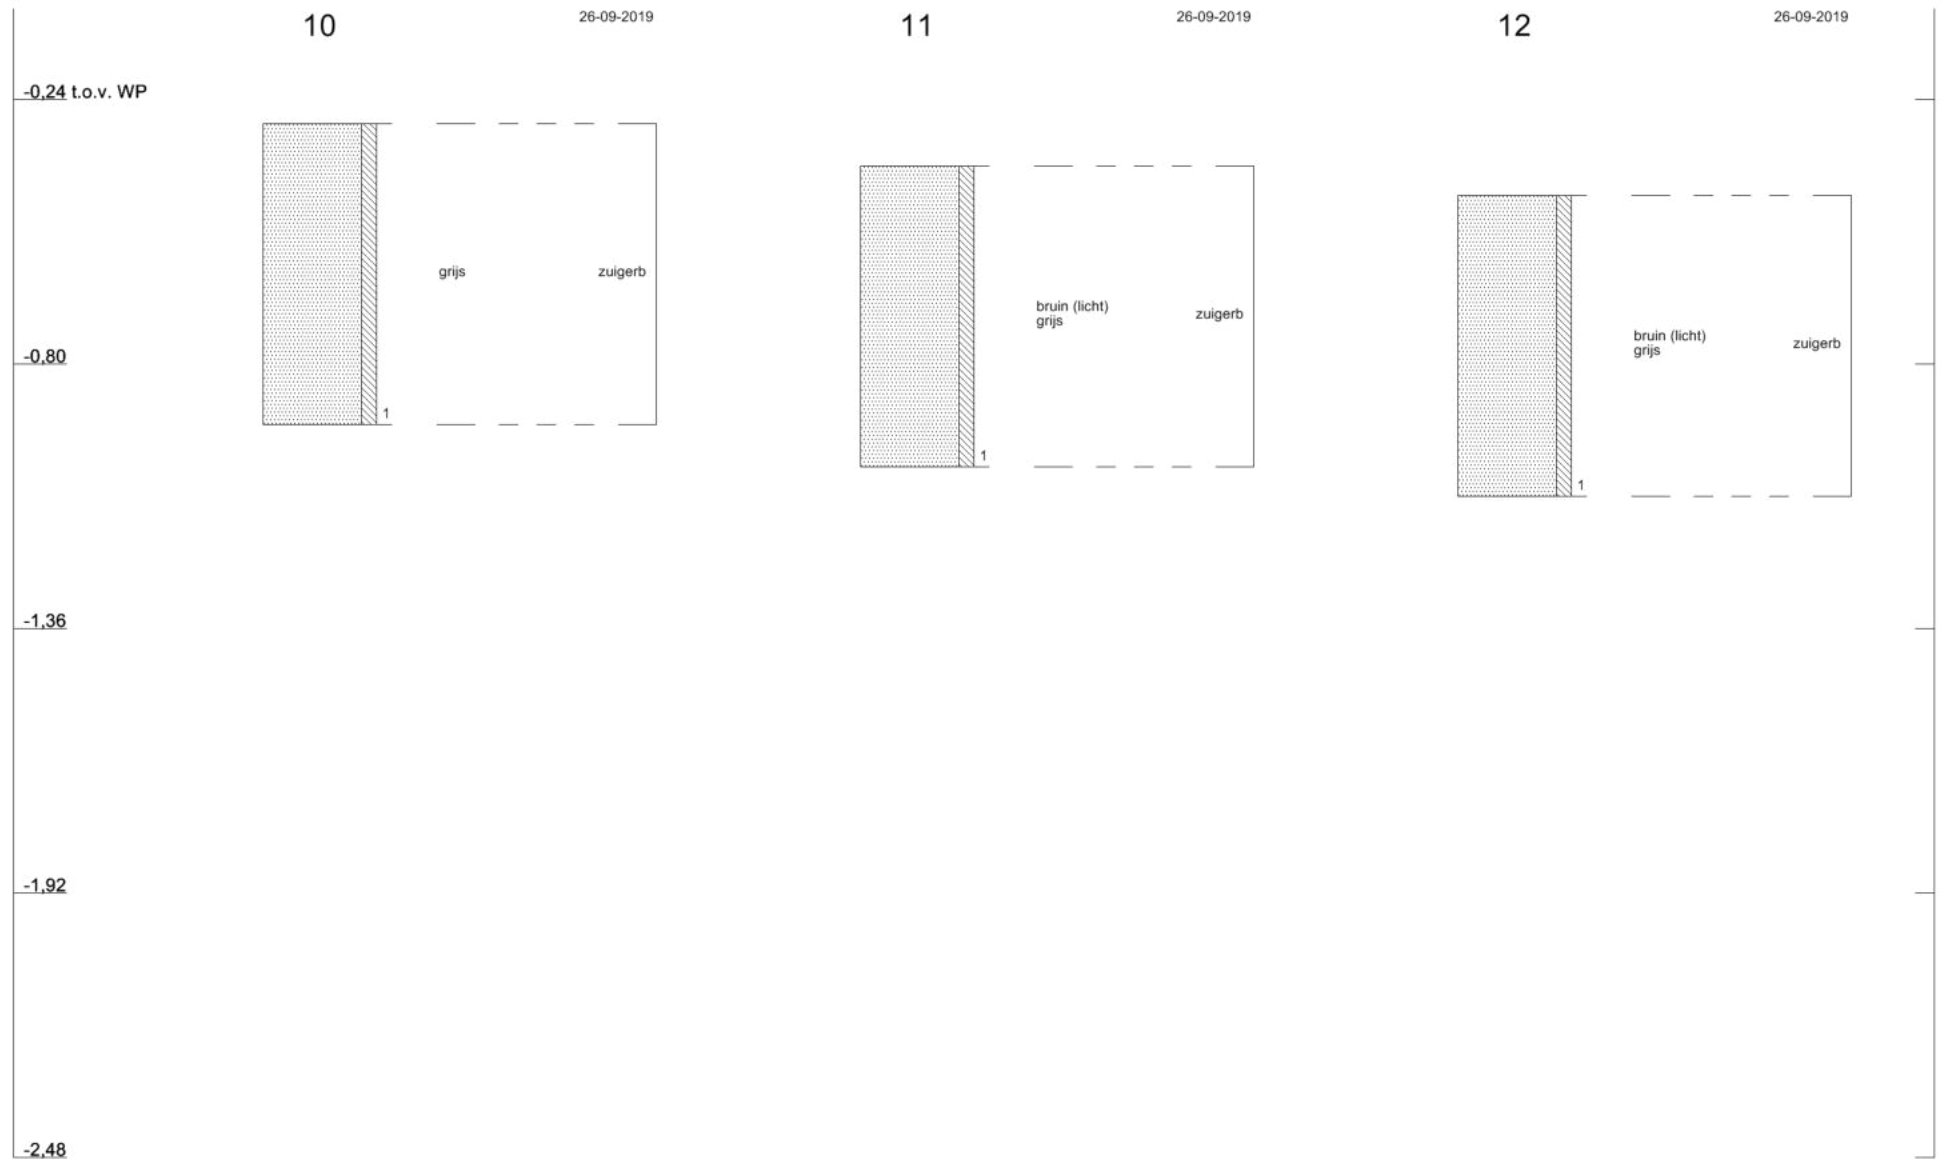 10
26-09-2019
11
26-09-2019
12
26-09-2019
-0,24 t.o.v. WP
grijs
zuigerb
1
bruin (licht)
grijs
zuigerb
1
bruin (licht)
grijs
zuigerb
1
-0,80
-1,36
-1,92
-2,48